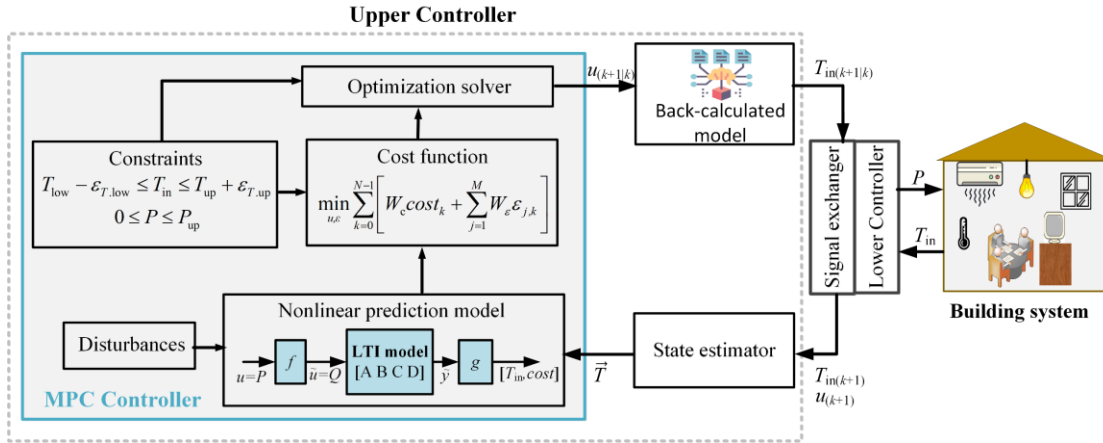 Upper Controller
Optimization solver
u(k+1|k)
Back-calculated
model
Tin(k+1|k)
Constraints
Tlow − εT.low ≤ Tin ≤ Tup + εT.up
0 ≤ P ≤ Pup
Cost function
min u,ε ∑k=0 N−1 [Wc costk + ∑j=1 M Wε εj,k]
Signal exchanger
Lower Controller
P
Tin
Building system
Nonlinear prediction model
Disturbances
u=P
f
ũ=Q
LTI model
[A B C D]
ỹ
g
[Tin, cost]
T⃗
State estimator
Tin(k+1)
u(k+1)
MPC Controller